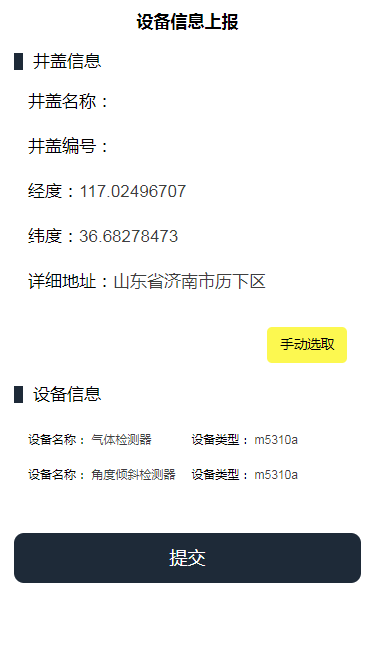 设备信息上报
井盖信息
井盖名称：
井盖编号：
经度：117.02496707
纬度：36.68278473
详细地址：山东省济南市历下区
手动选取
设备信息
设备名称： 气体检测器 设备类型： m5310a
设备名称： 角度倾斜检测器 设备类型： m5310a
提交